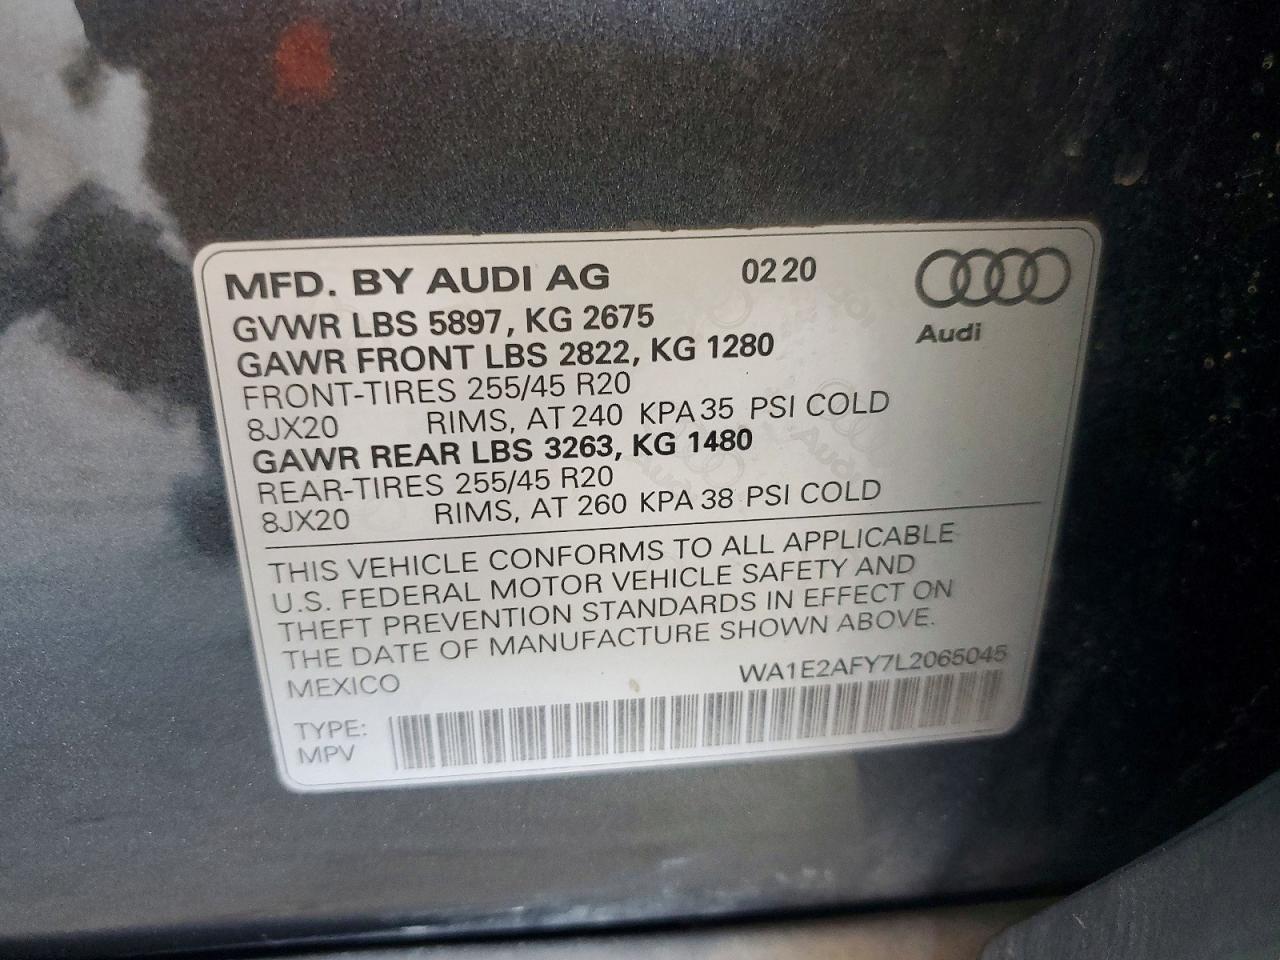 MFD. BY AUDI AG 0220
Audi
GVWR LBS 5897, KG 2675
GAWR FRONT LBS 2822, KG 1280
FRONT-TIRES 255/45 R20
8JX20 RIMS, AT 240 KPA 35 PSI COLD
GAWR REAR LBS 3263, KG 1480
REAR-TIRES 255/45 R20
8JX20 RIMS, AT 260 KPA 38 PSI COLD
THIS VEHICLE CONFORMS TO ALL APPLICABLE
U.S. FEDERAL MOTOR VEHICLE SAFETY AND
THEFT PREVENTION STANDARDS IN EFFECT ON
THE DATE OF MANUFACTURE SHOWN ABOVE.
MEXICO WA1E2AFY7L2065045
TYPE:
MPV